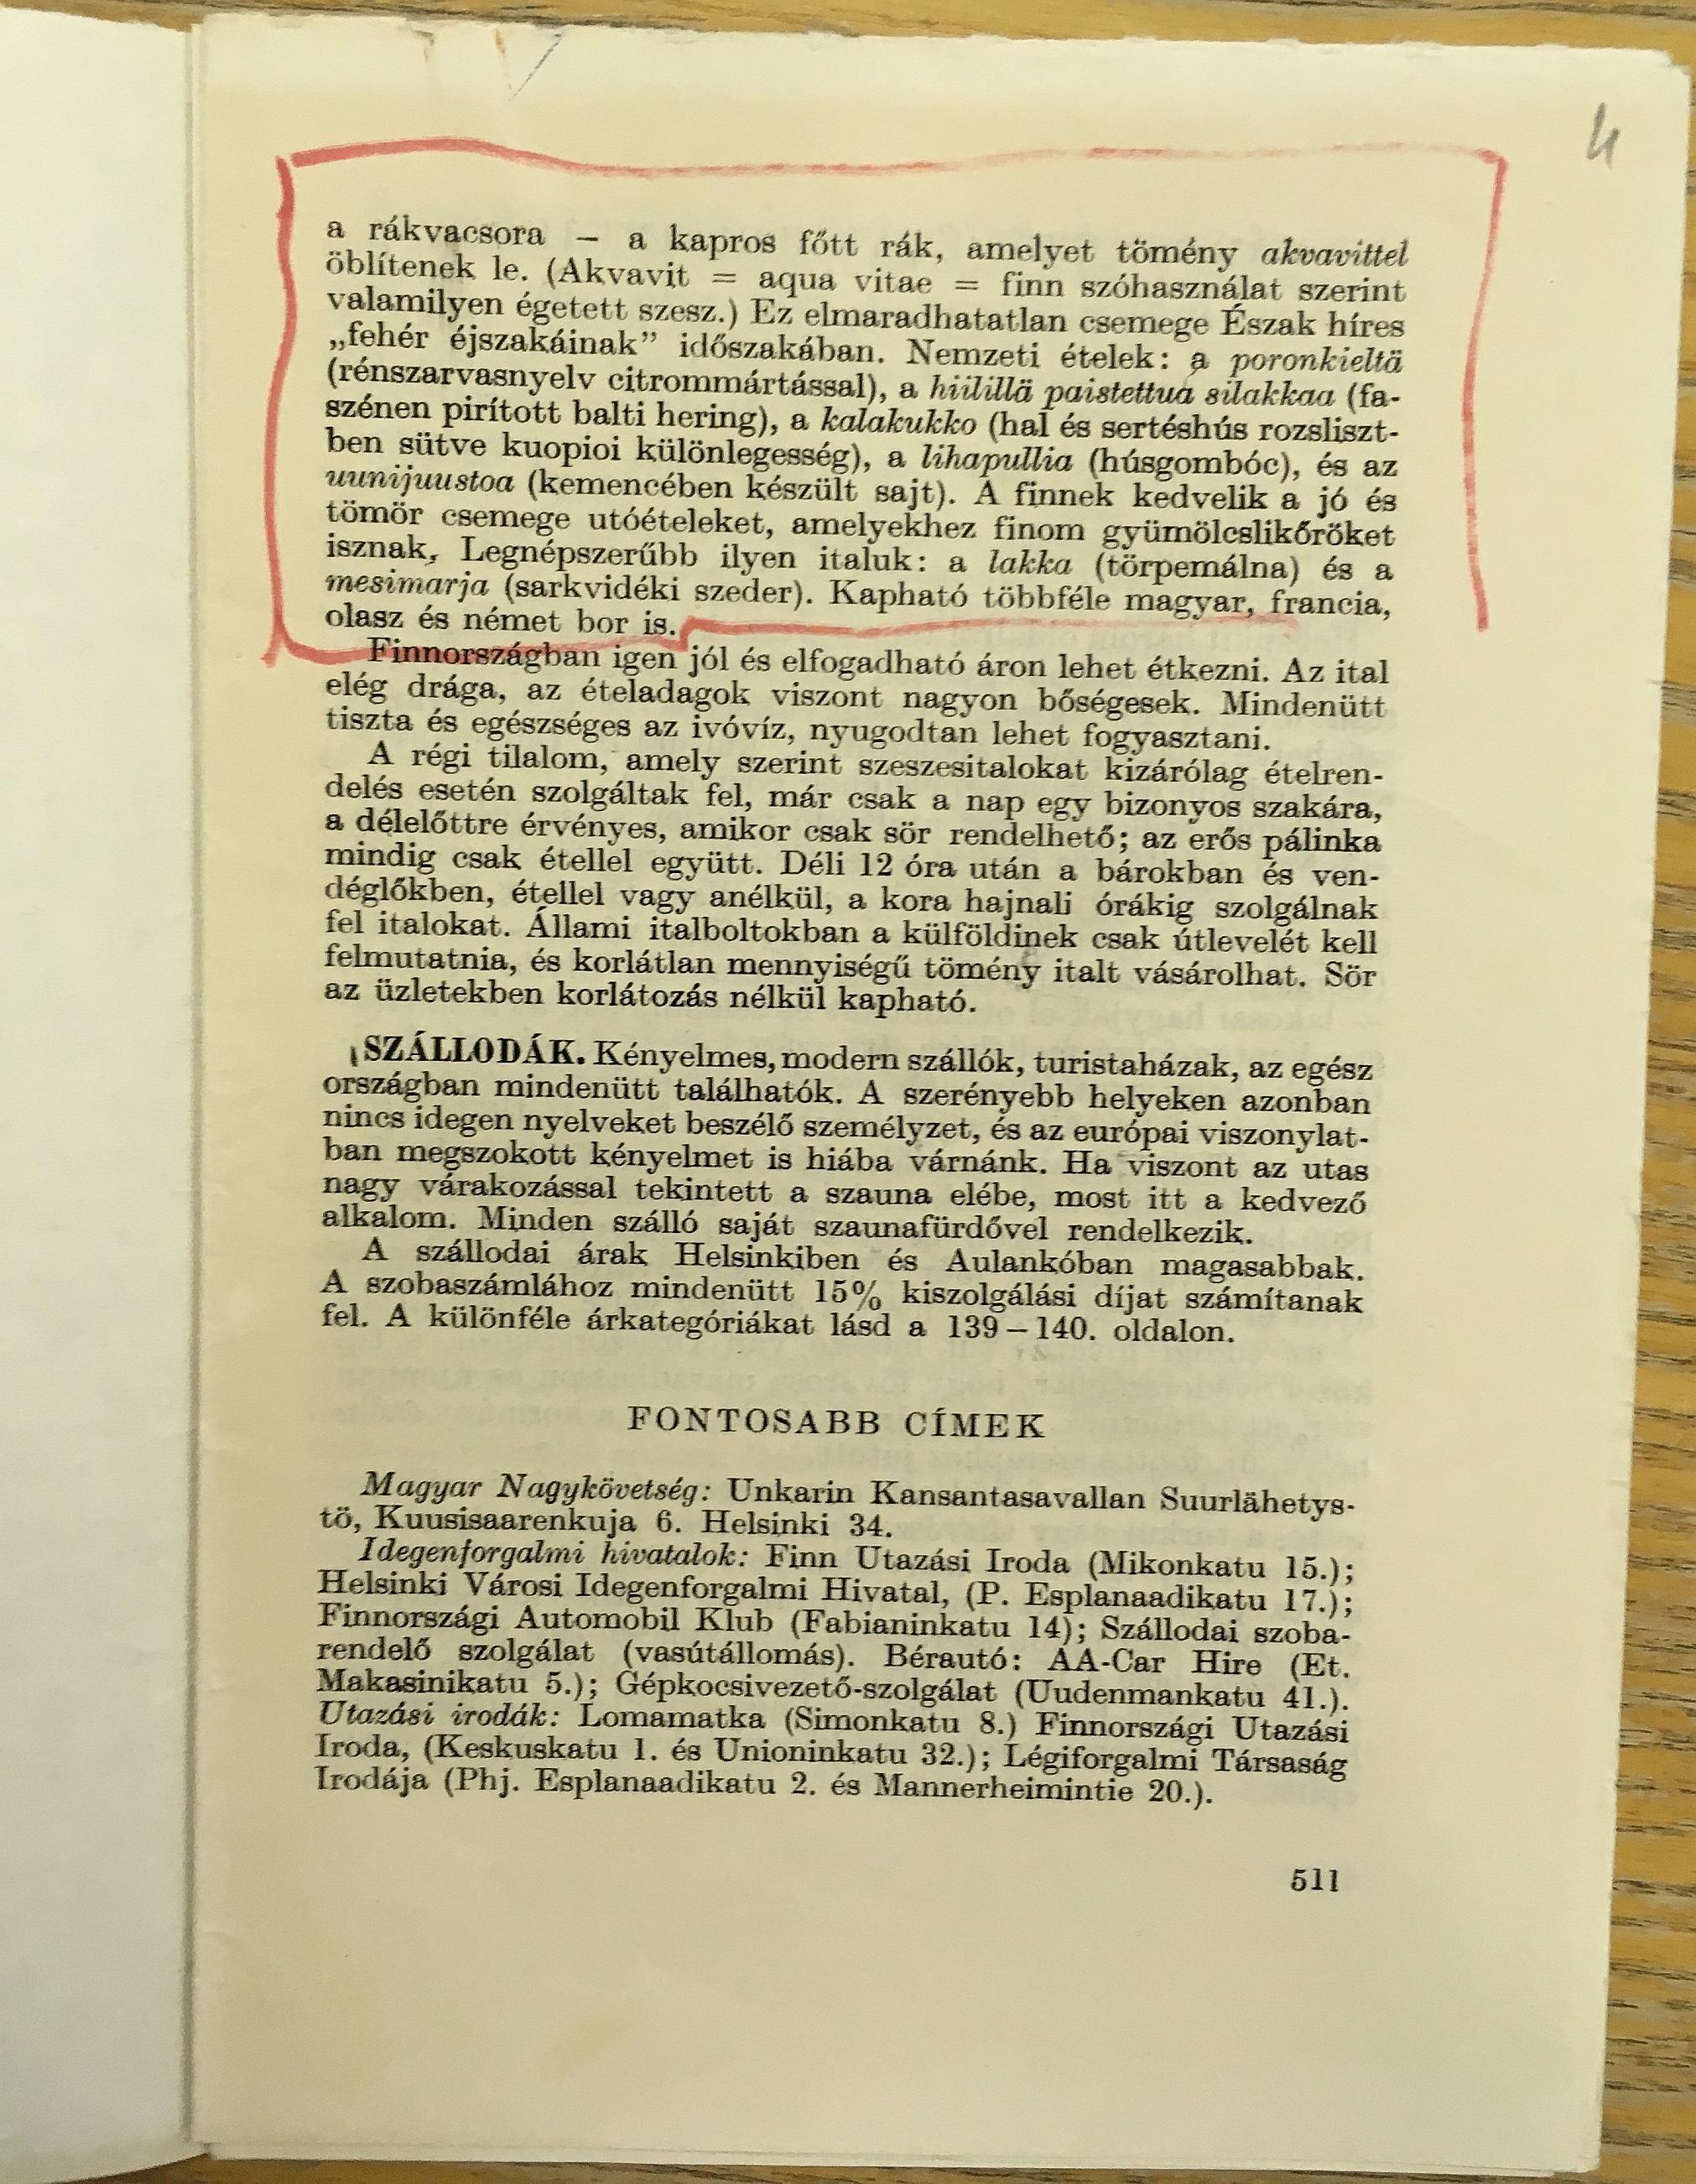 4
a rákvacsora – a kapros főtt rák, amelyet tömény akvavittel
öblítenek le. (Akvavit = aqua vitae = finn szóhasználat szerint
valamilyen égetett szesz.) Ez elmaradhatatlan csemege Észak híres
„fehér éjszakáinak” időszakában. Nemzeti ételek: a poronkieltä
(rénszarvasnyelv citrommártással), a hiilillä paistettua silakkaa (fa-
szénen pirított balti hering), a kalakukko (hal és sertéshús rozsliszt-
ben sütve kuopioi különlegesség), a lihapullia (húsgombóc), és az
uunijuustoa (kemencében készült sajt). A finnek kedvelik a jó és
tömör csemege utóételeket, amelyekhez finom gyümölcslikőröket
isznak. Legnépszerűbb ilyen italuk: a lakka (törpemálna) és a
mesimarja (sarkvidéki szeder). Kapható többféle magyar, francia,
olasz és német bor is.
Finnországban igen jól és elfogadható áron lehet étkezni. Az ital
elég drága, az ételadagok viszont nagyon bőségesek. Mindenütt
tiszta és egészséges az ivóvíz, nyugodtan lehet fogyasztani.
A régi tilalom, amely szerint szeszesitalokat kizárólag ételren-
delés esetén szolgáltak fel, már csak a nap egy bizonyos szakára,
a délelőttre érvényes, amikor csak sör rendelhető; az erős pálinka
mindig csak étellel együtt. Déli 12 óra után a bárokban és ven-
déglőkben, étellel vagy anélkül, a kora hajnali órákig szolgálnak
fel italokat. Állami italboltokban a külföldinek csak útlevelét kell
felmutatnia, és korlátlan mennyiségű tömény italt vásárolhat. Sör
az üzletekben korlátozás nélkül kapható.
SZÁLLODÁK. Kényelmes, modern szállók, turistaházak, az egész
országban mindenütt találhatók. A szerényebb helyeken azonban
nincs idegen nyelveket beszélő személyzet, és az európai viszonylat-
ban megszokott kényelmet is hiába várnánk. Ha viszont az utas
nagy várakozással tekintett a szauna elébe, most itt a kedvező
alkalom. Minden szálló saját szaunafürdővel rendelkezik.
A szállodai árak Helsinkiben és Aulankóban magasabbak.
A szobaszámlához mindenütt 15% kiszolgálási díjat számítanak
fel. A különféle árkategóriákat lásd a 139–140. oldalon.
FONTOSABB CÍMEK
Magyar Nagykövetség: Unkarin Kansantasavallan Suurlähetys-
tö, Kuusisaarenkuja 6. Helsinki 34.
Idegenforgalmi hivatalok: Finn Utazási Iroda (Mikonkatu 15.);
Helsinki Városi Idegenforgalmi Hivatal, (P. Esplanaadikatu 17.);
Finnországi Automobil Klub (Fabianinkatu 14); Szállodai szoba-
rendelő szolgálat (vasútállomás). Bérautó: AA-Car Hire (Et.
Makasinikatu 5.); Gépkocsivezető-szolgálat (Uudenmankatu 41.).
Utazási irodák: Lomamatka (Simonkatu 8.) Finnországi Utazási
Iroda, (Keskuskatu 1. és Unioninkatu 32.); Légiforgalmi Társaság
Irodája (Phj. Esplanaadikatu 2. és Mannerheimintie 20.).
511